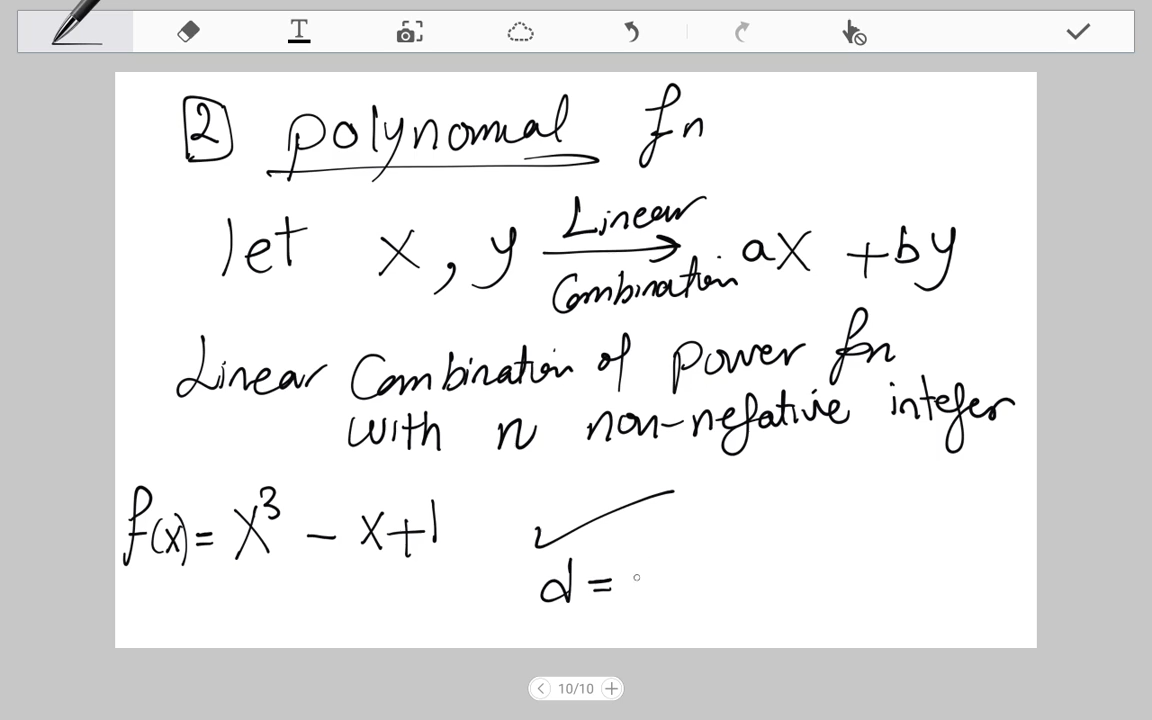 T
2 polynomial fn
let x, y Linear Combination ax + by
Linear Combination of power fn
with n non-negative integer
f(x) = x³ - x + 1 ✓
d =
10/10